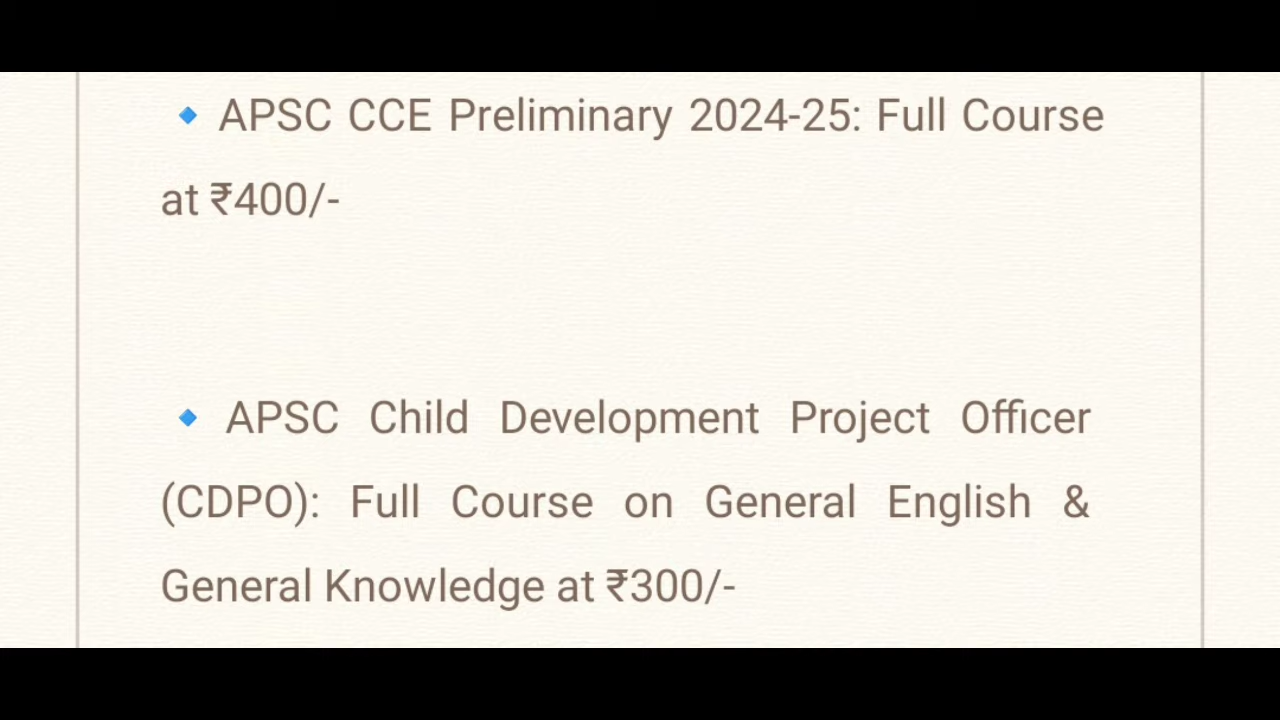 🔹 APSC CCE Preliminary 2024-25: Full Course
at ₹400/-
🔹 APSC Child Development Project Officer
(CDPO): Full Course on General English &
General Knowledge at ₹300/-